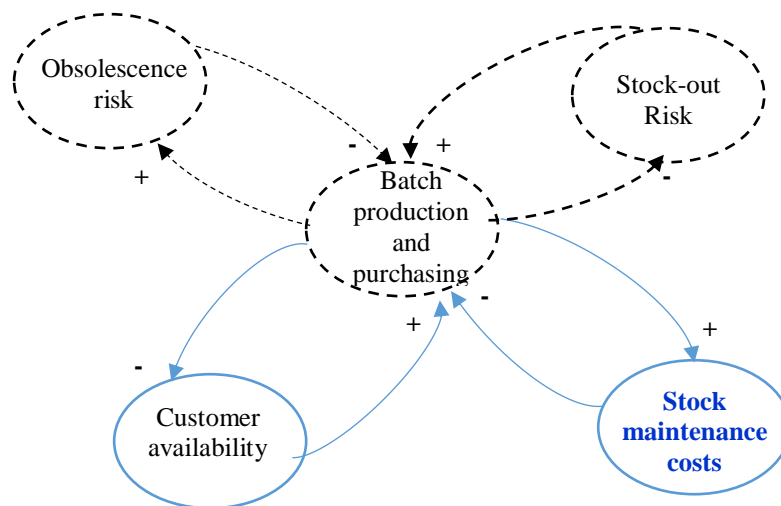 Obsolescence
risk
Stock-out
Risk
-
+
+
-
Batch
production
and
purchasing
-
+
+
-
Customer
availability
Stock
maintenance
costs